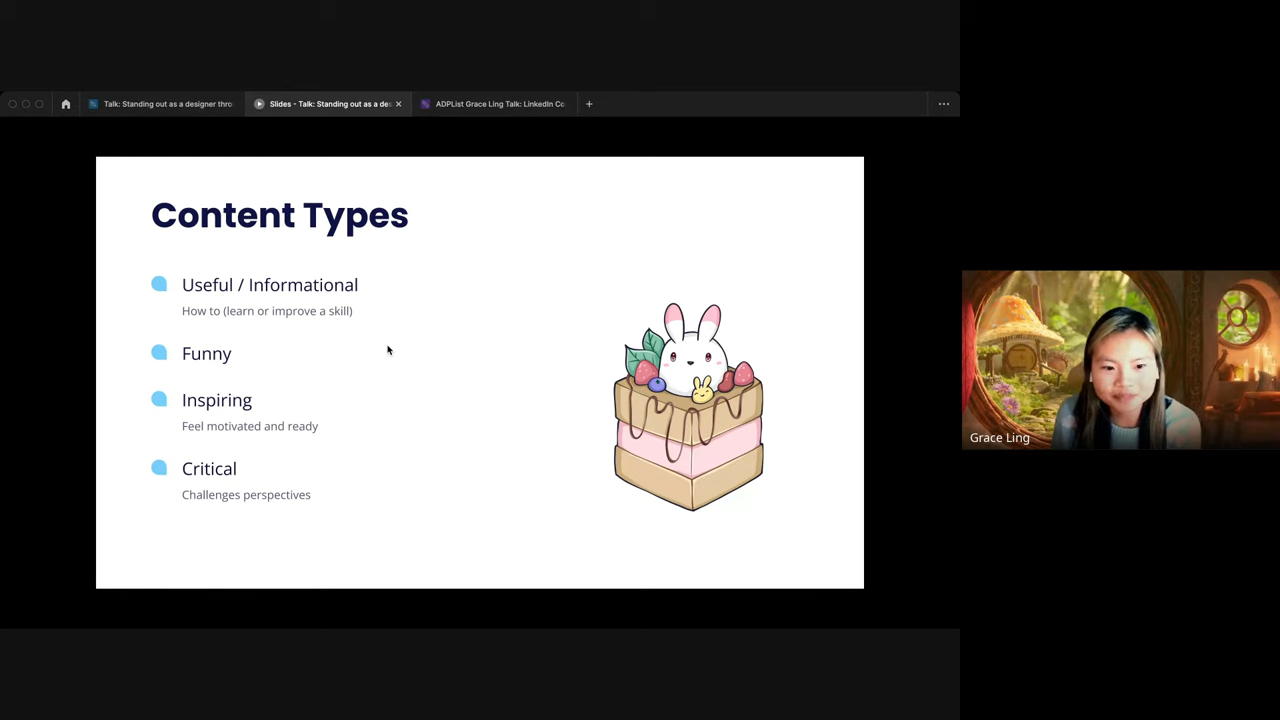 Talk: Standing out as a designer thro
Slides - Talk: Standing out as a des
ADPList Grace Ling Talk: LinkedIn Co
Content Types
Useful / Informational
How to (learn or improve a skill)
Funny
Inspiring
Feel motivated and ready
Critical
Challenges perspectives
Grace Ling